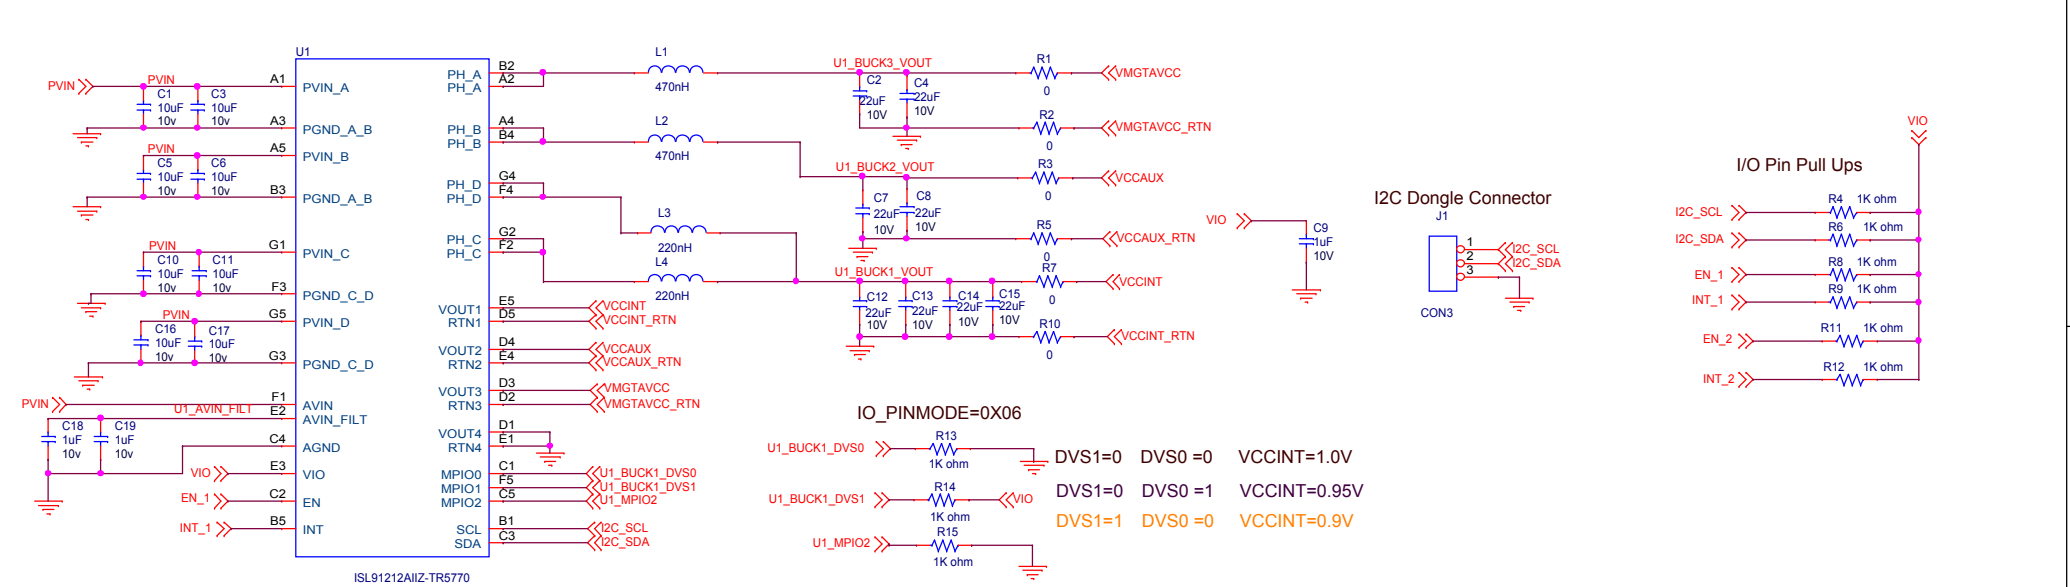 U1
ISL91212AIIZ-TR5770
PVIN
PVIN
C1
10uF
10v
C3
10uF
10v
A1
PVIN_A
A3
PGND_A_B
PVIN
C5
10uF
10v
C6
10uF
10v
A5
PVIN_B
B3
PGND_A_B
PVIN
C10
10uF
10v
C11
10uF
10v
G1
PVIN_C
F3
PGND_C_D
PVIN
C16
10uF
10v
C17
10uF
10v
G5
PVIN_D
G3
PGND_C_D
PVIN
F1
AVIN
U1_AVIN_FILT
E2
AVIN_FILT
C18
1uF
10v
C19
1uF
10v
C4
AGND
VIO
E3
VIO
EN_1
C2
EN
INT_1
B5
INT
PH_A
B2
PH_A
A2
PH_B
A4
PH_B
B4
PH_D
G4
PH_D
F4
PH_C
G2
PH_C
F2
VOUT1
E5
VCCINT
RTN1
D5
VCCINT_RTN
VOUT2
D4
VCCAUX
RTN2
E4
VCCAUX_RTN
VOUT3
D3
VMGTAVCC
RTN3
D2
VMGTAVCC_RTN
VOUT4
D1
RTN4
E1
MPIO0
C1
U1_BUCK1_DVS0
MPIO1
F5
U1_BUCK1_DVS1
MPIO2
C5
U1_MPIO2
SCL
B1
I2C_SCL
SDA
C3
I2C_SDA
L1
470nH
L2
470nH
L3
220nH
L4
220nH
U1_BUCK3_VOUT
C2
22uF
10V
C4
22uF
10V
R1
0
VMGTAVCC
R2
0
VMGTAVCC_RTN
U1_BUCK2_VOUT
C7
22uF
10V
C8
22uF
10V
R3
0
VCCAUX
R5
0
VCCAUX_RTN
U1_BUCK1_VOUT
C12
22uF
10V
C13
22uF
10V
C14
22uF
10V
C15
22uF
10V
R7
0
VCCINT
R10
0
VCCINT_RTN
VIO
C9
1uF
10V
I2C Dongle Connector
J1
1
I2C_SCL
2
I2C_SDA
3
CON3
VIO
I/O Pin Pull Ups
I2C_SCL
R4
1K ohm
I2C_SDA
R6
1K ohm
EN_1
R8
1K ohm
INT_1
R9
1K ohm
EN_2
R11
1K ohm
INT_2
R12
1K ohm
IO_PINMODE=0X06
U1_BUCK1_DVS0
R13
1K ohm
U1_BUCK1_DVS1
R14
1K ohm
VIO
U1_MPIO2
R15
1K ohm
DVS1=0 DVS0 =0 VCCINT=1.0V
DVS1=0 DVS0 =1 VCCINT=0.95V
DVS1=1 DVS0 =0 VCCINT=0.9V